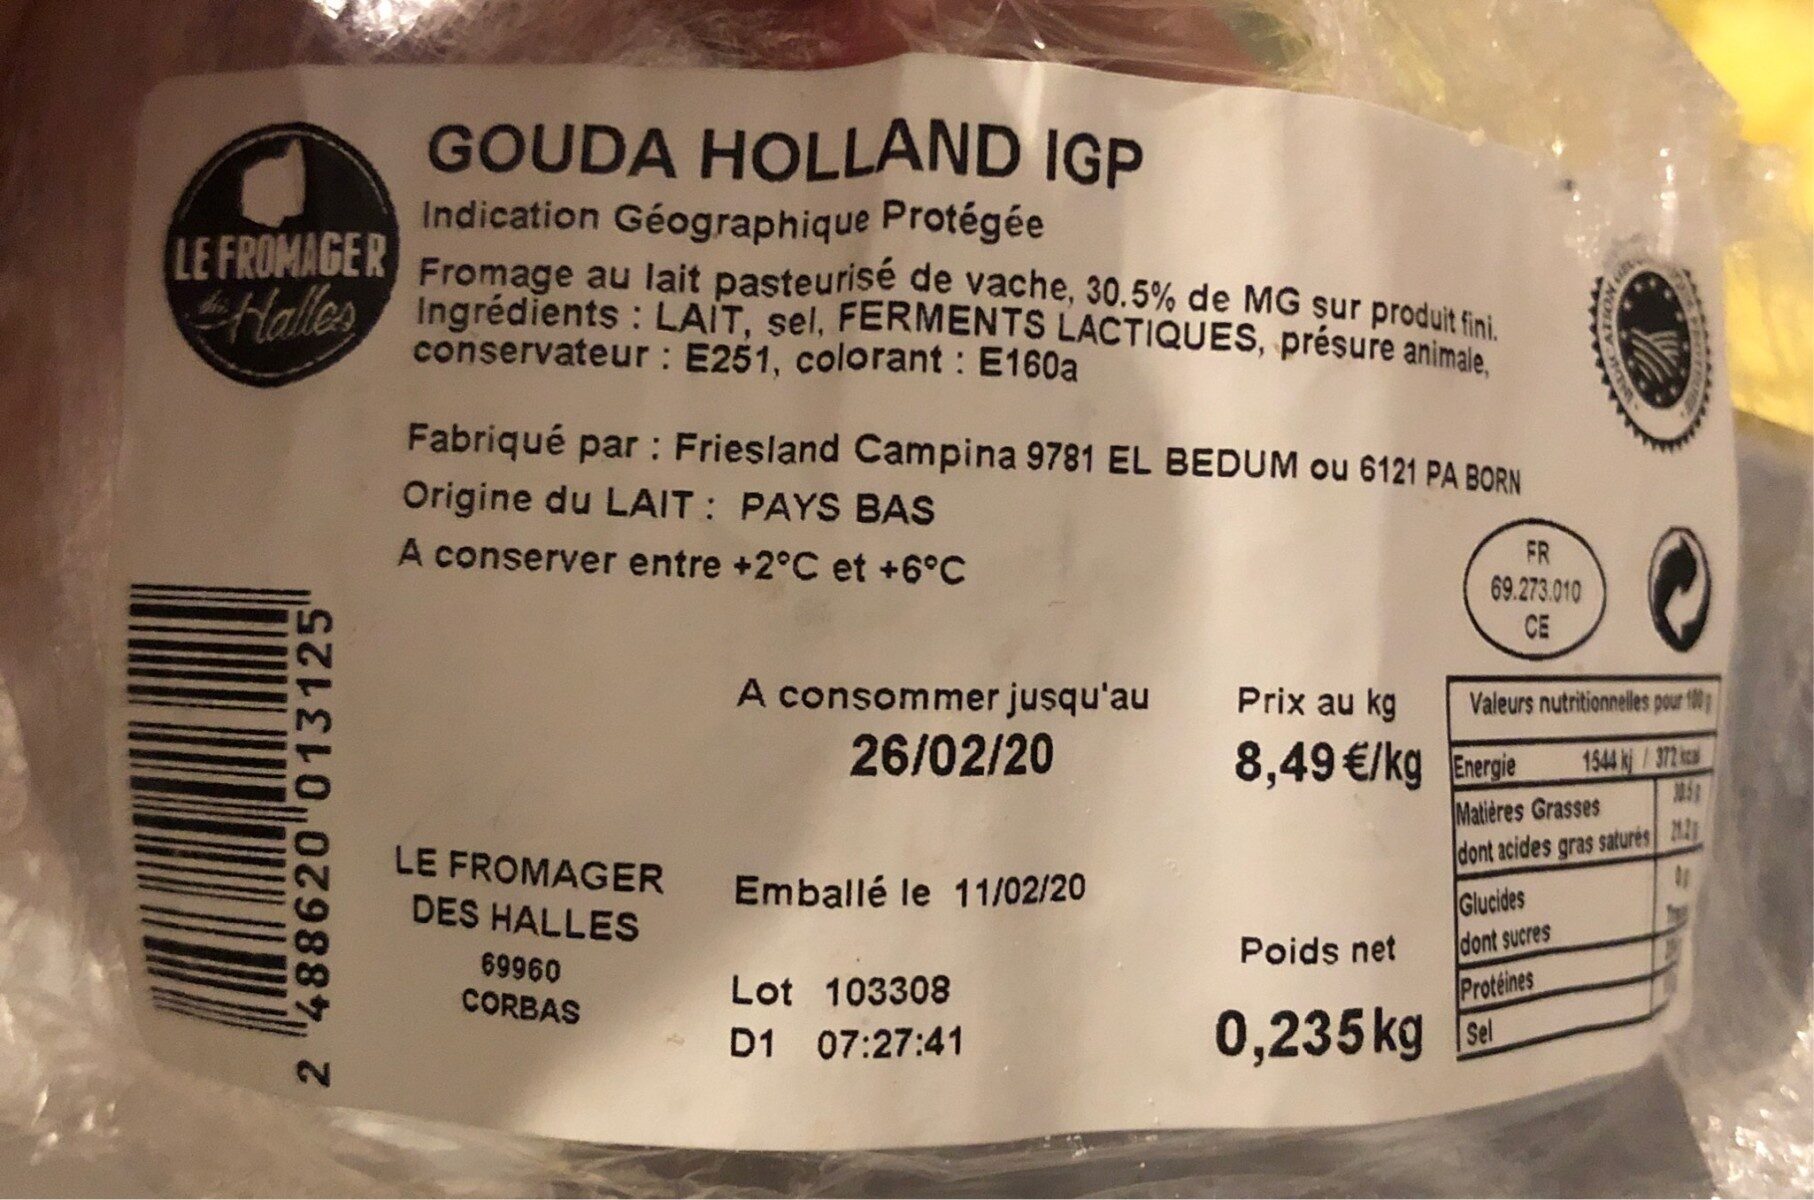 GOUDA HOLLAND IGP
Indication Géographique Protégée
LE FROMAGER
des Halles
Fromage au lait pasteurisé de vache, 30.5% de MG sur produit fini.
Ingrédients : LAIT, sel, FERMENTS LACTIQUES, présure animale,
conservateur : E251, colorant : E160a
Fabriqué par : Friesland Campina 9781 EL BEDUM ou 6121 PA BORN
Origine du LAIT : PAYS BAS
A conserver entre +2°C et +6°C
FR
69.273.010
CE
2 488620 013125
A consommer jusqu'au
26/02/20
Prix au kg
8,49 €/kg
LE FROMAGER
DES HALLES
69960
CORBAS
Emballé le 11/02/20
Lot 103308
D1 07:27:41
Poids net
0,235kg
Valeurs nutritionnelles pour 100 g
Energie 1544 kj / 372 kcal
Matières Grasses 30.5 g
dont acides gras saturés 21.2 g
Glucides
dont sucres
Protéines
Sel